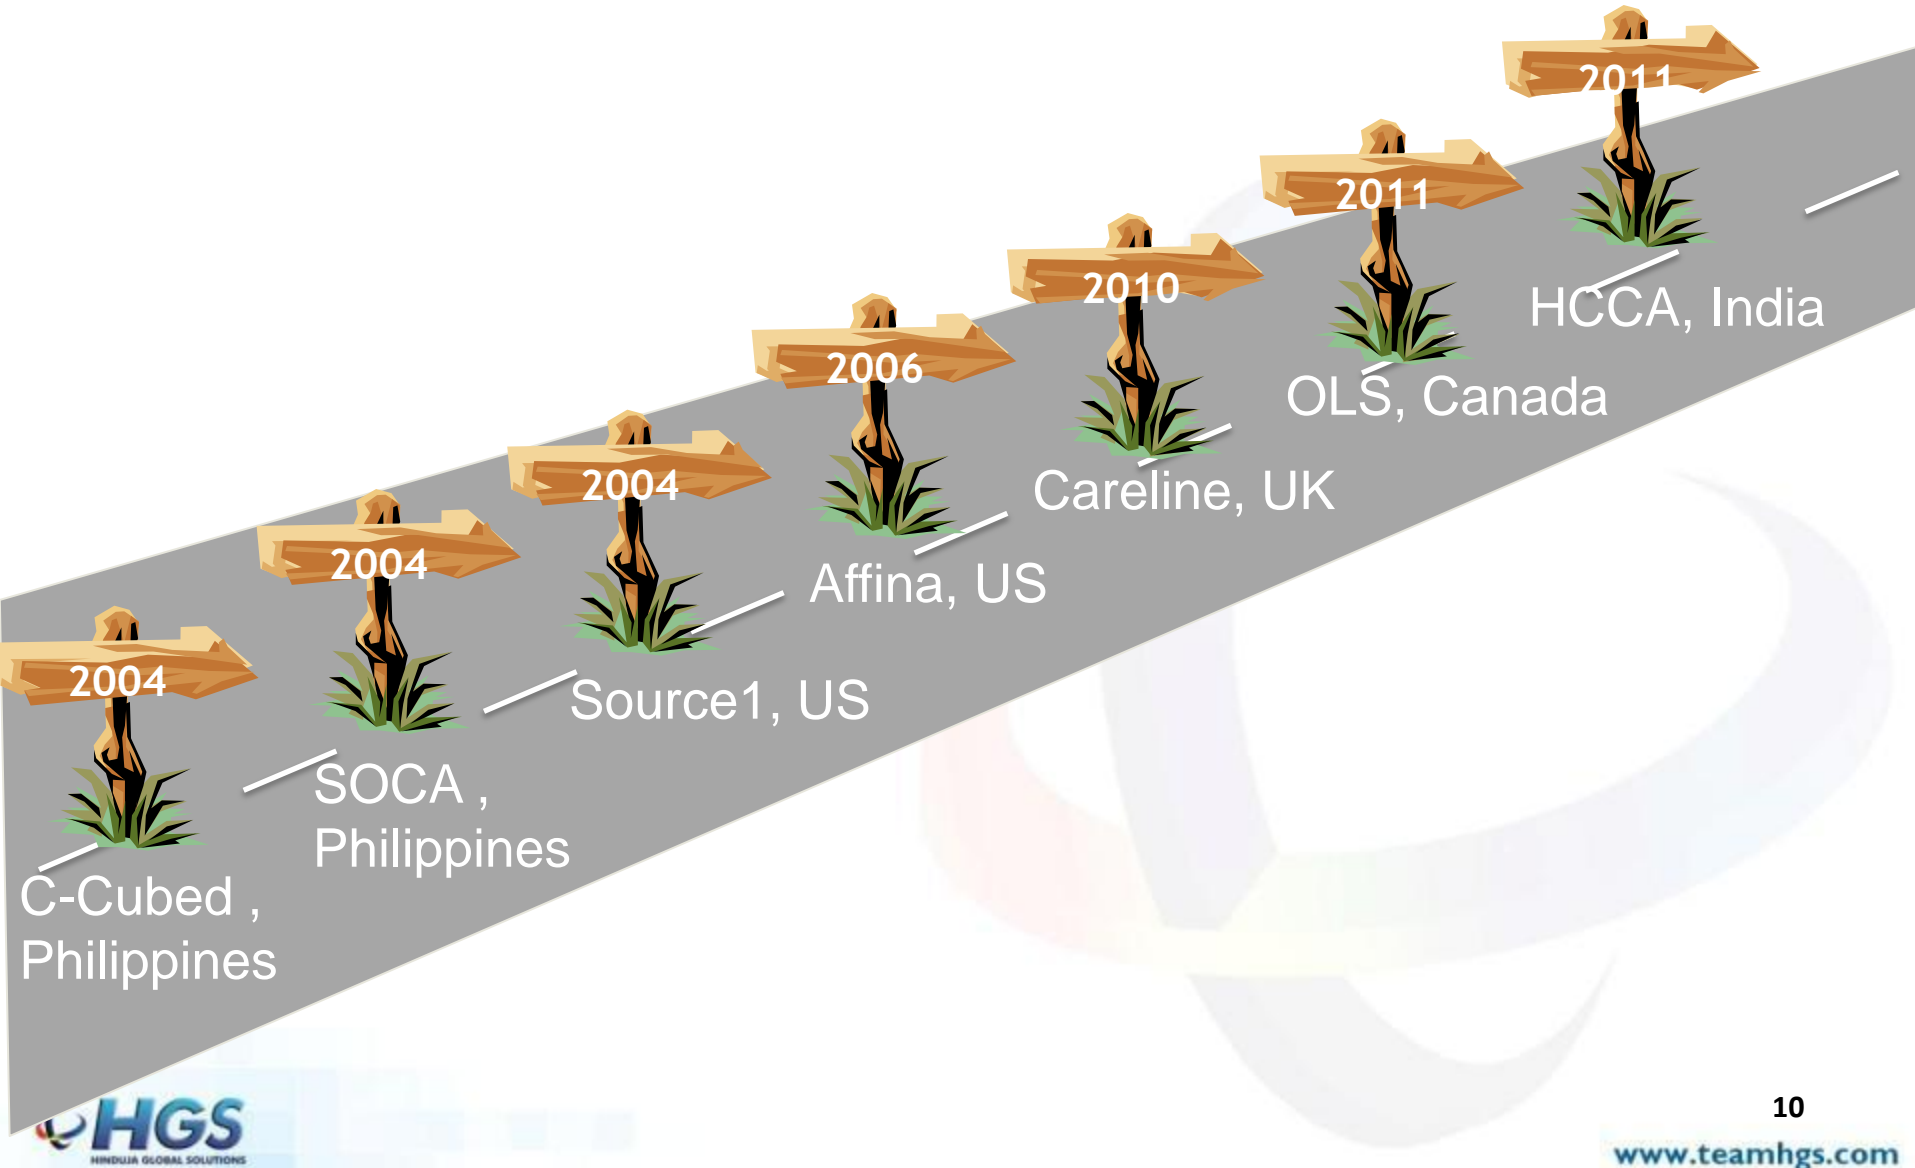 2004
C-Cubed ,
Philippines
2004
SOCA ,
Philippines
2004
Source1, US
2006
Affina, US
2010
Careline, UK
2011
OLS, Canada
2011
HCCA, India
HGS
HINDUJA GLOBAL SOLUTIONS
10
www.teamhgs.com